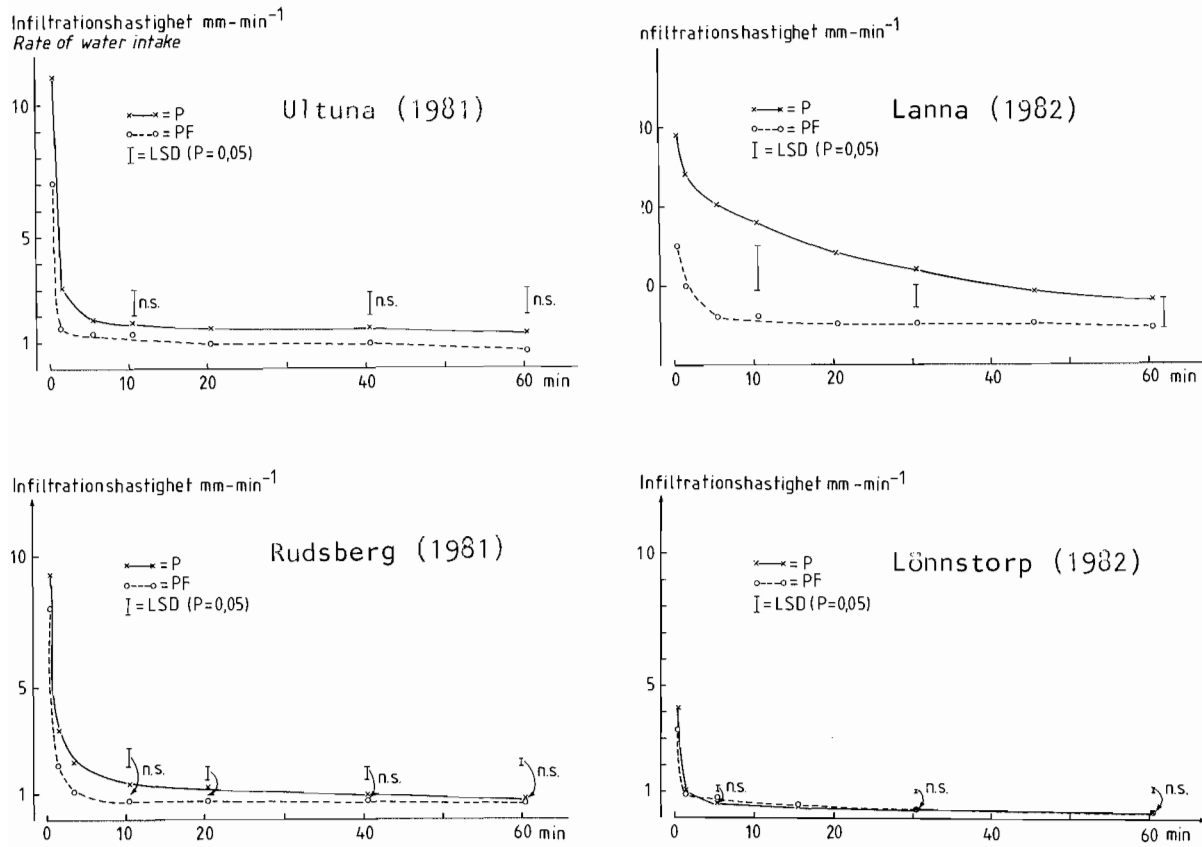 Infiltrationshastighet mm-min⁻¹
Rate of water intake
Ultuna (1981)
x—x = P
o--o = PF
I = LSD (P=0,05)
10
5
1
n.s.
n.s.
n.s.
0 10 20 40 60 min
nfiltrationshastighet mm-min⁻¹
Lanna (1982)
x—x = P
o--o = PF
I = LSD (P=0,05)
30
20
0
0 10 20 40 60 min
Infiltrationshastighet mm-min⁻¹
Rudsberg (1981)
x—x = P
o--o = PF
I = LSD (P=0,05)
10
5
1
n.s.
n.s.
n.s.
n.s.
0 10 20 40 60 min
Infiltrationshastighet mm-min⁻¹
Lönnstorp (1982)
x—x = P
o--o = PF
I = LSD (P=0,05)
10
5
1
n.s.
n.s.
n.s.
0 10 20 40 60 min